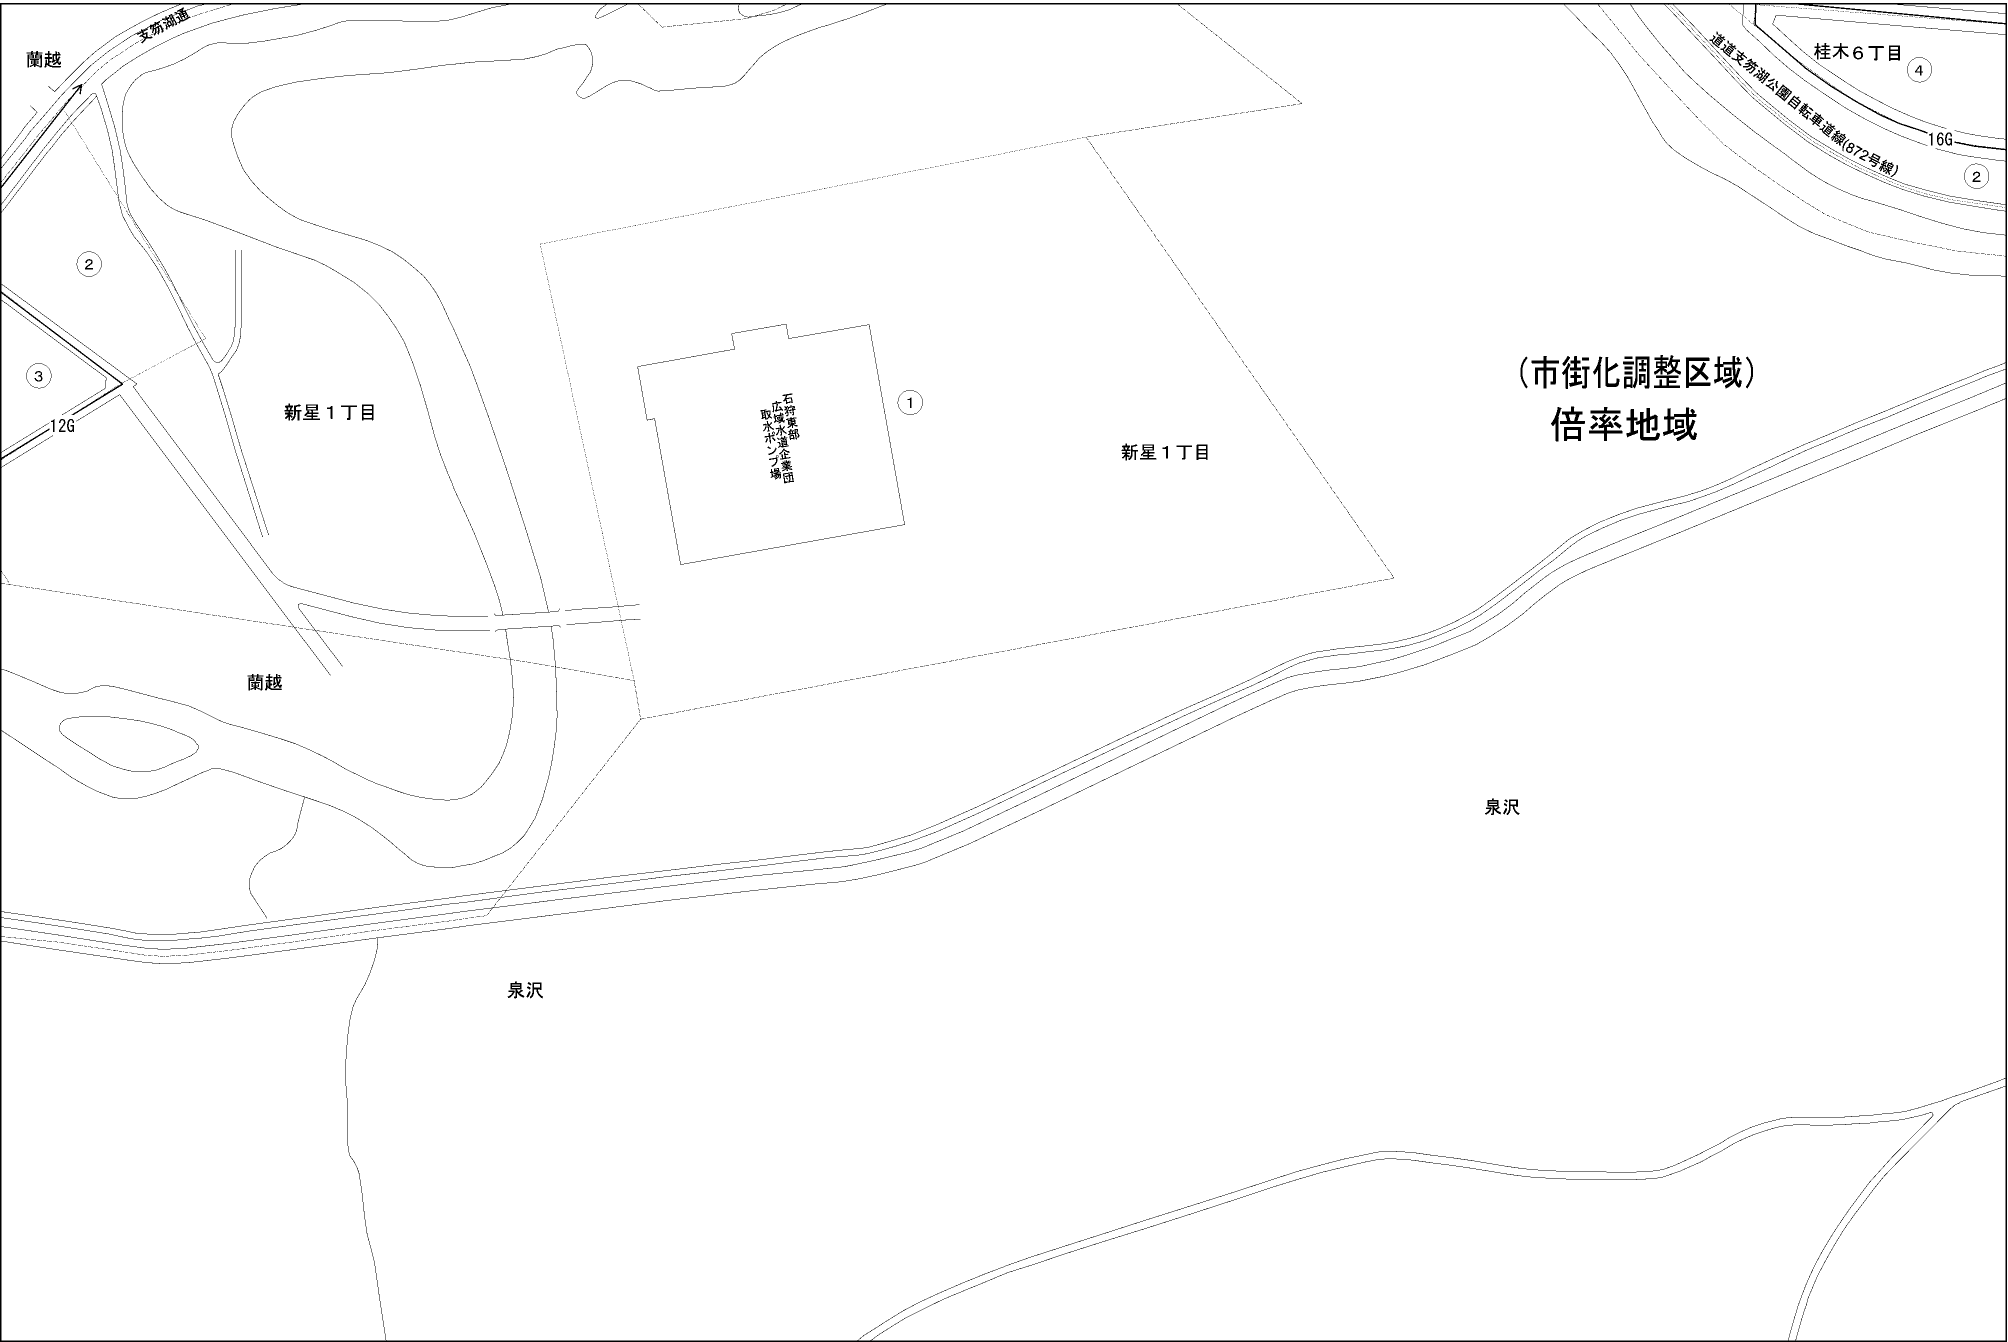 支笏湖通
蘭越
桂木6丁目
④
道道支笏湖公園自転車道線(872号線)
16G
②
②
③
(市街化調整区域)
倍率地域
新星1丁目
12G
石狩東部
広域水道企業団
取水ポンプ場
①
新星1丁目
蘭越
泉沢
泉沢